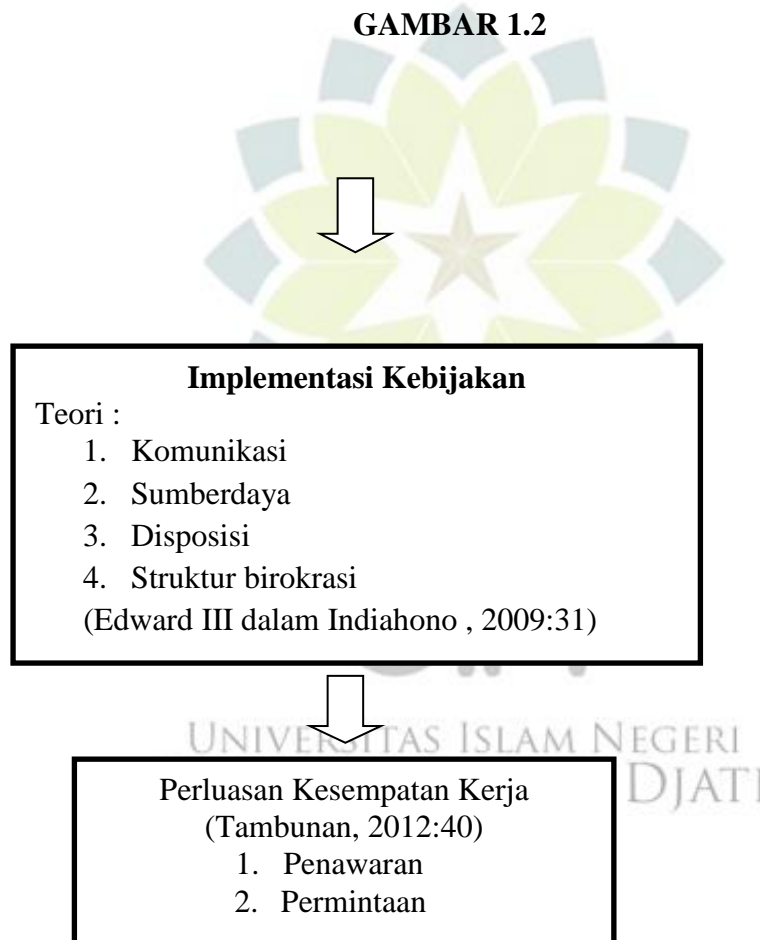 GAMBAR 1.2
Implementasi Kebijakan
Teori :
1. Komunikasi
2. Sumberdaya
3. Disposisi
4. Struktur birokrasi
(Edward III dalam Indiahono , 2009:31)
UNIVERSITAS ISLAM NEGERI
DJATI
Perluasan Kesempatan Kerja
(Tambunan, 2012:40)
1. Penawaran
2. Permintaan